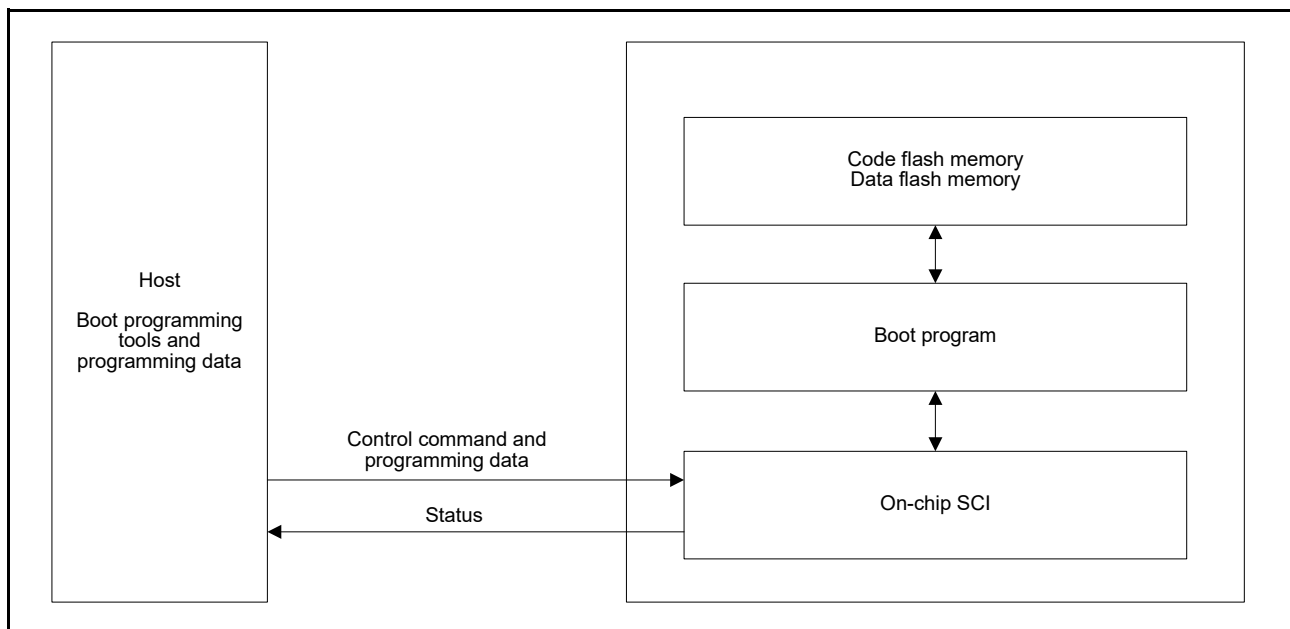 Host
Boot programming
tools and
programming data
Control command and
programming data
Status
Code flash memory
Data flash memory
Boot program
On-chip SCI